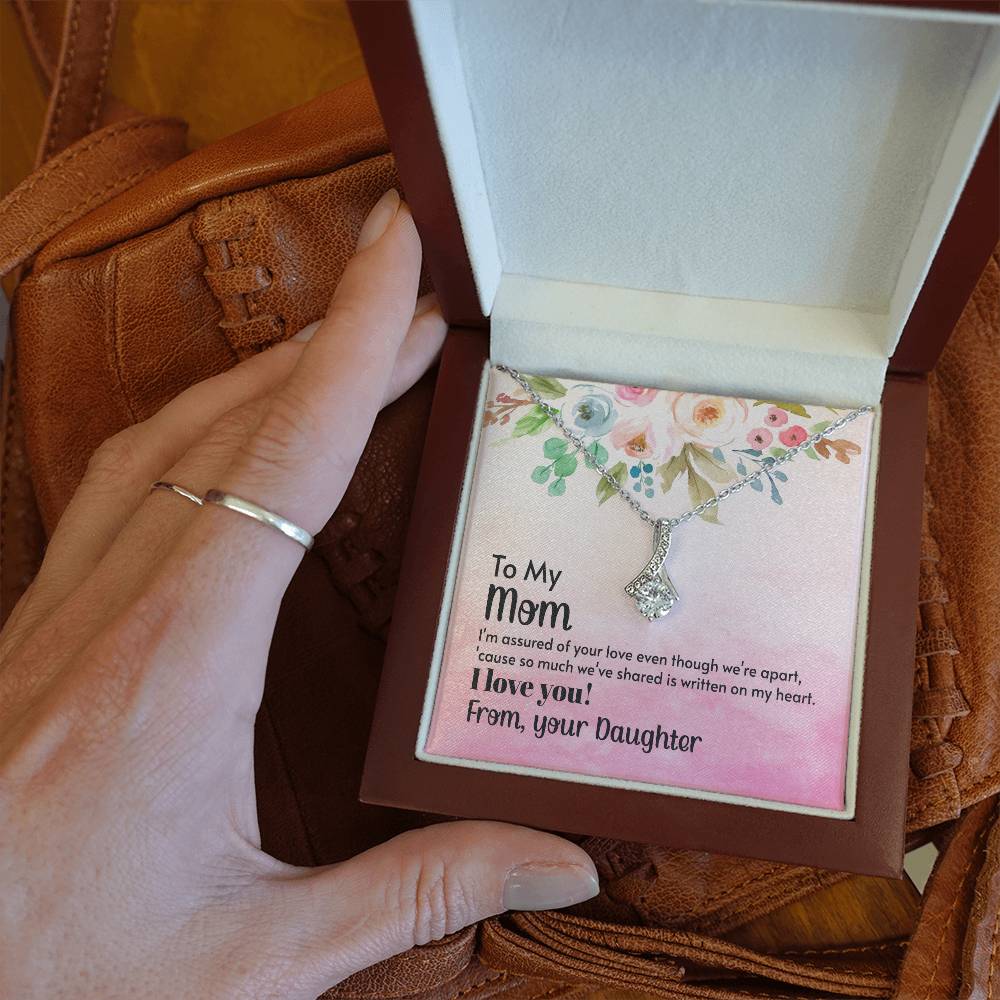 To My
Mom
I'm assured of your love even though we're apart,
'cause so much we've shared is written on my heart.
I love you!
From, your Daughter